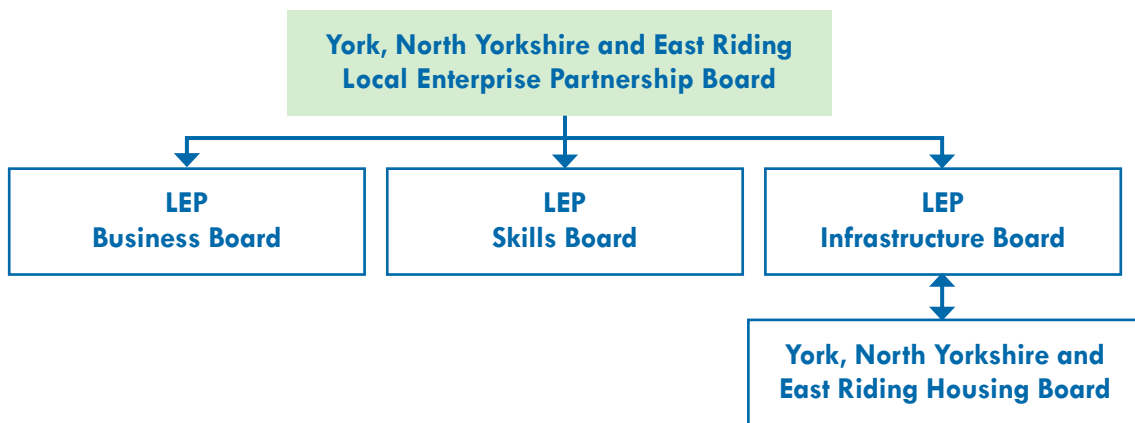 York, North Yorkshire and East Riding
Local Enterprise Partnership Board
LEP
Business Board
LEP
Skills Board
LEP
Infrastructure Board
York, North Yorkshire and
East Riding Housing Board